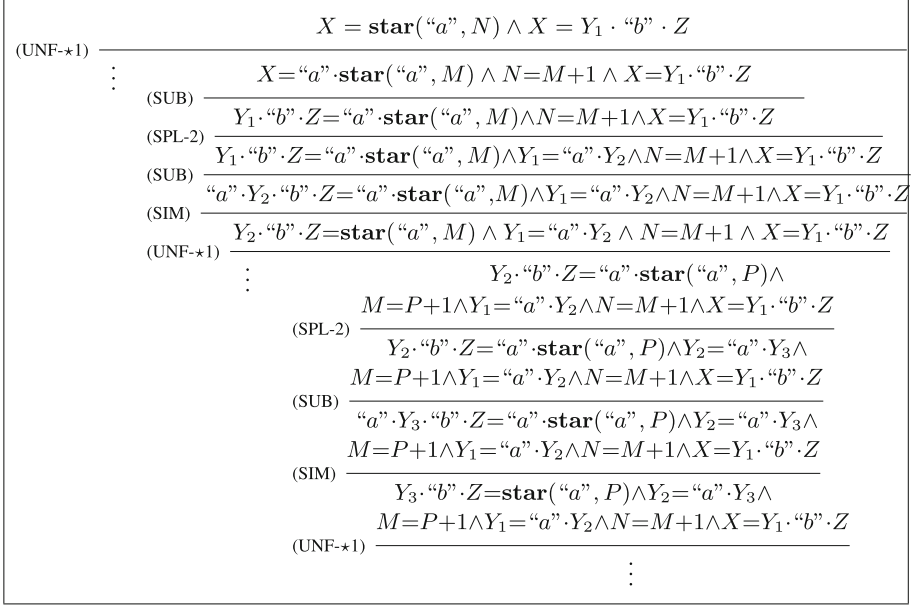 X = star(“a”, N) ∧ X = Y₁ · “b” · Z
(UNF-⋆1)
⋮ X=“a”·star(“a”, M) ∧ N=M+1 ∧ X=Y₁·“b”·Z
(SUB)
Y₁·“b”·Z=“a”·star(“a”, M)∧N=M+1∧X=Y₁·“b”·Z
(SPL-2)
Y₁·“b”·Z=“a”·star(“a”, M)∧Y₁=“a”·Y₂∧N=M+1∧X=Y₁·“b”·Z
(SUB)
“a”·Y₂·“b”·Z=“a”·star(“a”,M)∧Y₁=“a”·Y₂∧N=M+1∧X=Y₁·“b”·Z
(SIM)
Y₂·“b”·Z=star(“a”, M) ∧ Y₁=“a”·Y₂ ∧ N=M+1 ∧ X=Y₁·“b”·Z
(UNF-⋆1)
⋮ Y₂·“b”·Z=“a”·star(“a”, P)∧
M=P+1∧Y₁=“a”·Y₂∧N=M+1∧X=Y₁·“b”·Z
(SPL-2)
Y₂·“b”·Z=“a”·star(“a”, P)∧Y₂=“a”·Y₃∧
M=P+1∧Y₁=“a”·Y₂∧N=M+1∧X=Y₁·“b”·Z
(SUB)
“a”·Y₃·“b”·Z=“a”·star(“a”, P)∧Y₂=“a”·Y₃∧
M=P+1∧Y₁=“a”·Y₂∧N=M+1∧X=Y₁·“b”·Z
(SIM)
Y₃·“b”·Z=star(“a”, P)∧Y₂=“a”·Y₃∧
M=P+1∧Y₁=“a”·Y₂∧N=M+1∧X=Y₁·“b”·Z
(UNF-⋆1)
⋮